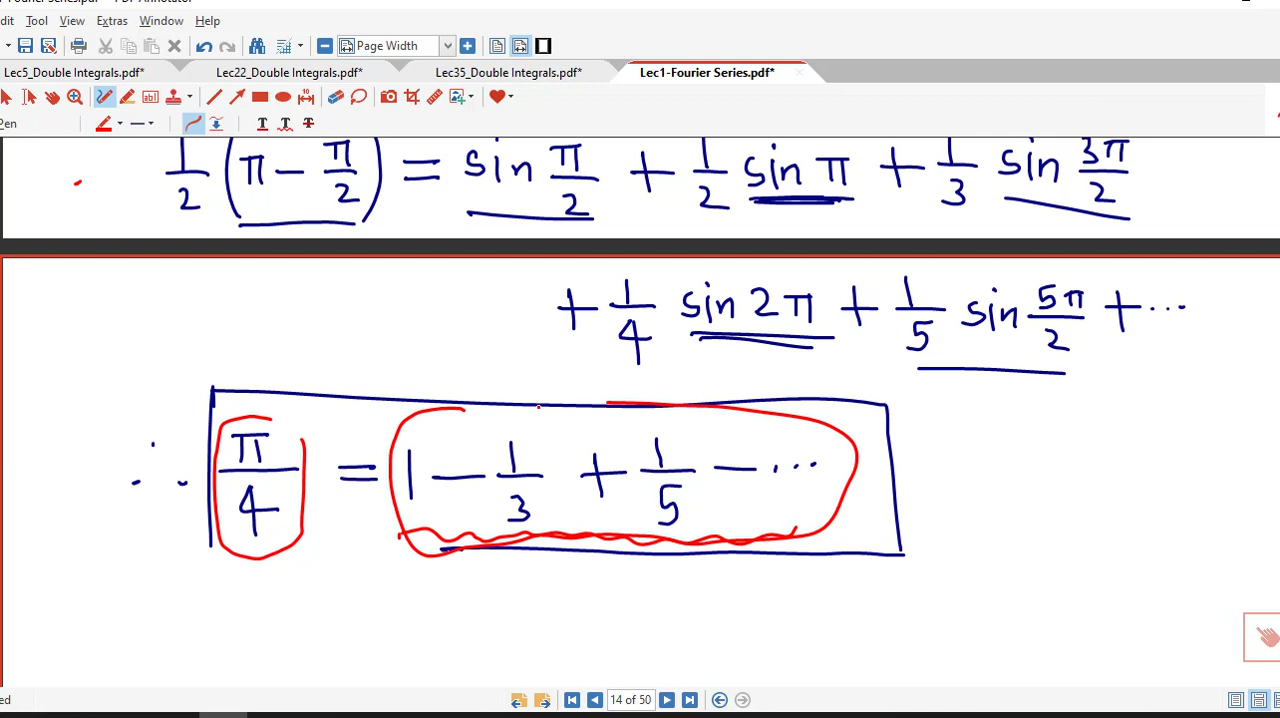 dit Tool View Extras Window Help
Page Width
Lec5_Double Integrals.pdf* Lec22_Double Integrals.pdf* Lec35_Double Integrals.pdf* Lec1-Fourier Series.pdf*
Pen
1/2 (π − π/2) = sin π/2 + 1/2 sin π + 1/3 sin 3π/2
+ 1/4 sin 2π + 1/5 sin 5π/2 + ⋯
∴ π/4 = 1 − 1/3 + 1/5 − ⋯
14 of 50